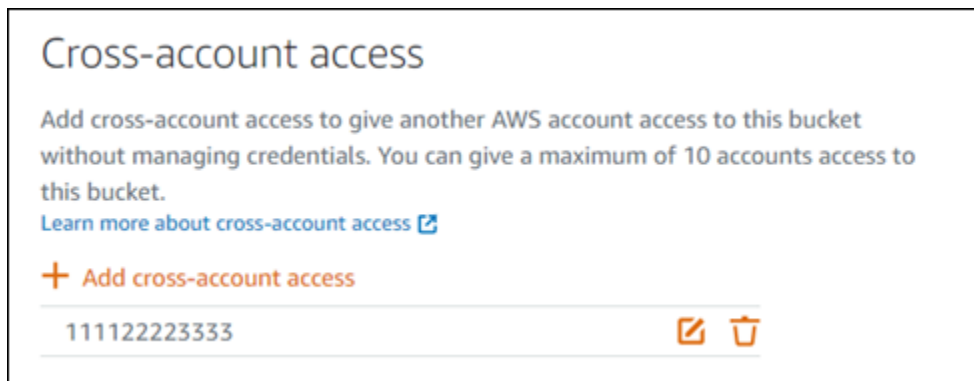 Cross-account access
Add cross-account access to give another AWS account access to this bucket
without managing credentials. You can give a maximum of 10 accounts access to
this bucket.
Learn more about cross-account access
Add cross-account access
111122223333